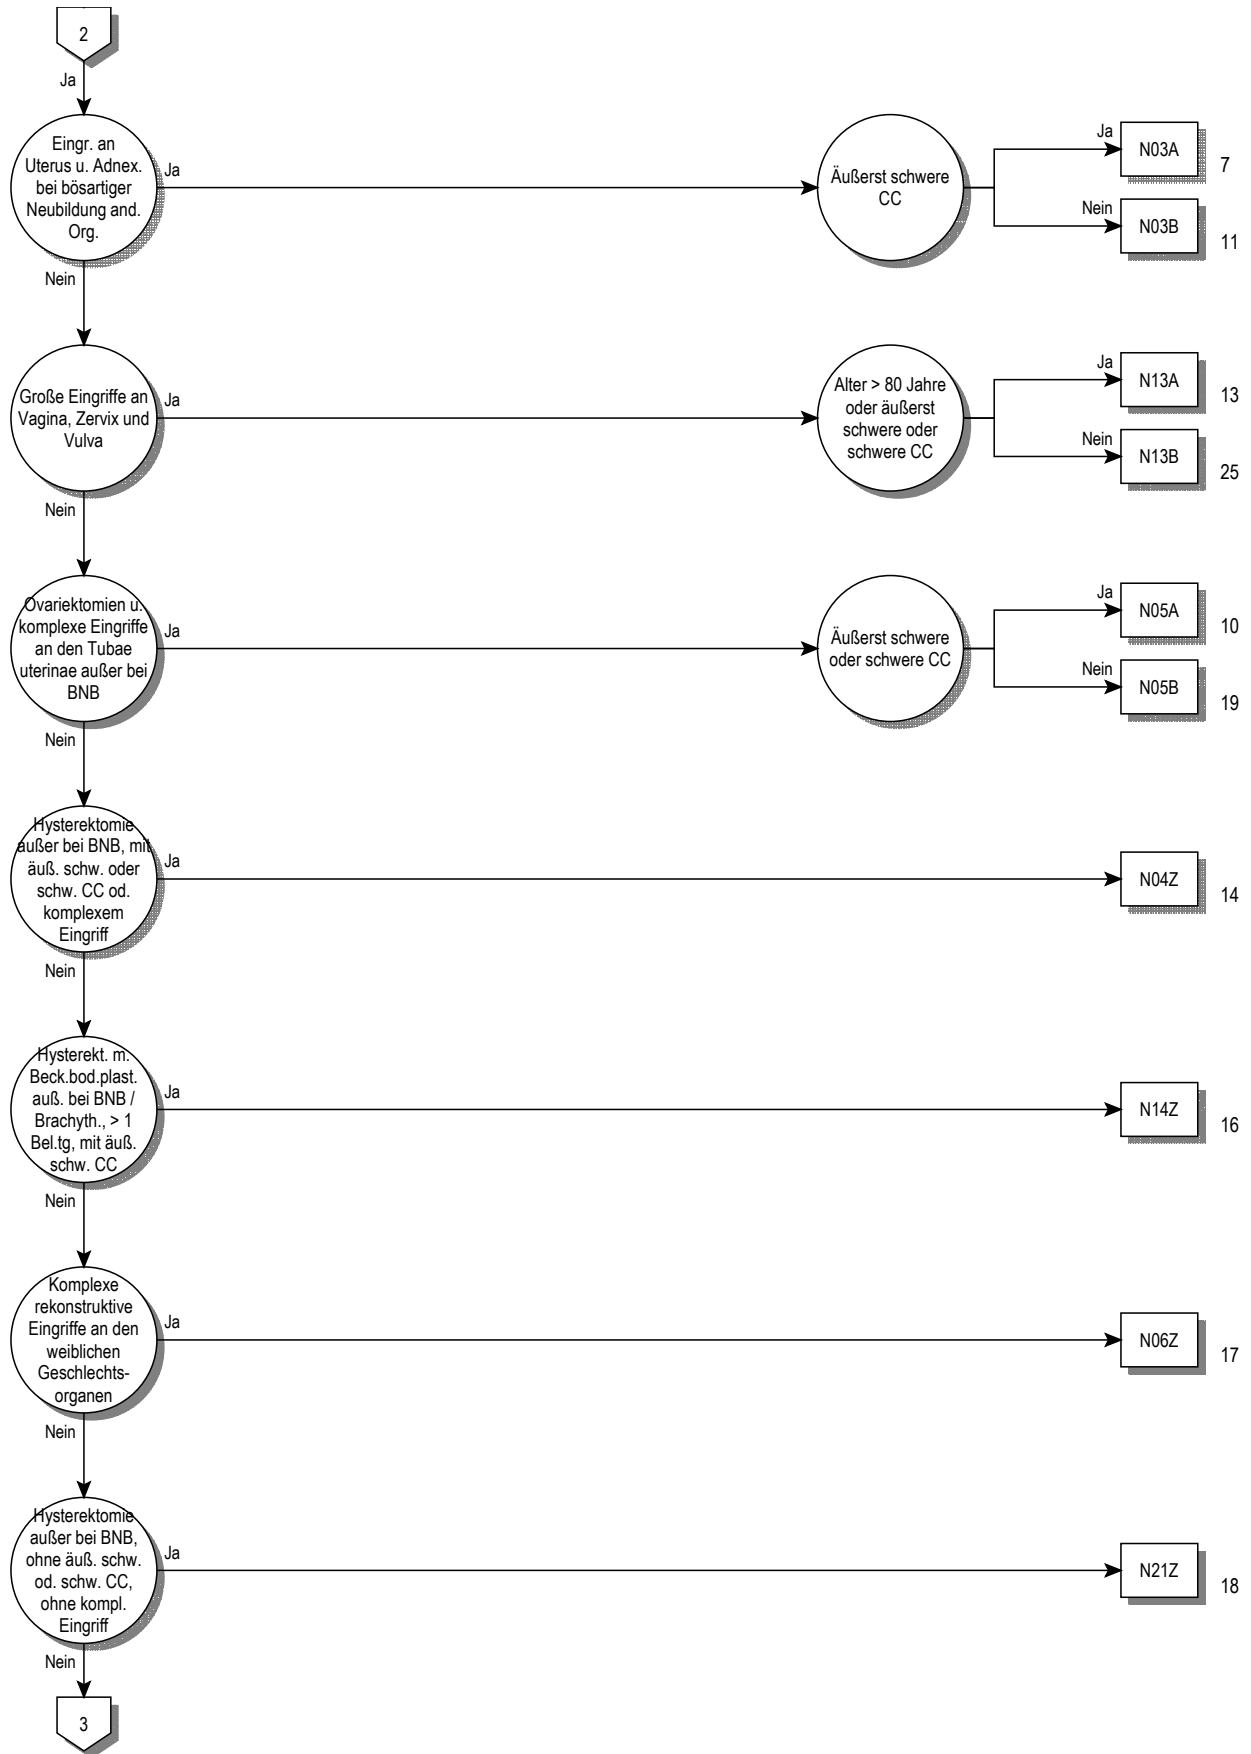 2
Ja
Eingr. an
Uterus u. Adnex.
bei bösartiger
Neubildung and.
Org.
Ja
Äußerst schwere
CC
Ja
N03A
7
Nein
N03B
11
Nein
Große Eingriffe an
Vagina, Zervix und
Vulva
Ja
Alter > 80 Jahre
oder äußerst
schwere oder
schwere CC
Ja
N13A
13
Nein
N13B
25
Nein
Ovariektomien u.
komplexe Eingriffe
an den Tubae
uterinae außer bei
BNB
Ja
Äußerst schwere
oder schwere CC
Ja
N05A
10
Nein
N05B
19
Nein
Hysterektomie
außer bei BNB, mit
äuß. schw. oder
schw. CC od.
komplexem
Eingriff
Ja
N04Z
14
Nein
Hysterekt. m.
Beck.bod.plast.
auß. bei BNB /
Brachyth., > 1
Bel.tg, mit äuß.
schw. CC
Ja
N14Z
16
Nein
Komplexe
rekonstruktive
Eingriffe an den
weiblichen
Geschlechts-
organen
Ja
N06Z
17
Nein
Hysterektomie
außer bei BNB,
ohne äuß. schw.
od. schw. CC,
ohne kompl.
Eingriff
Ja
N21Z
18
Nein
3